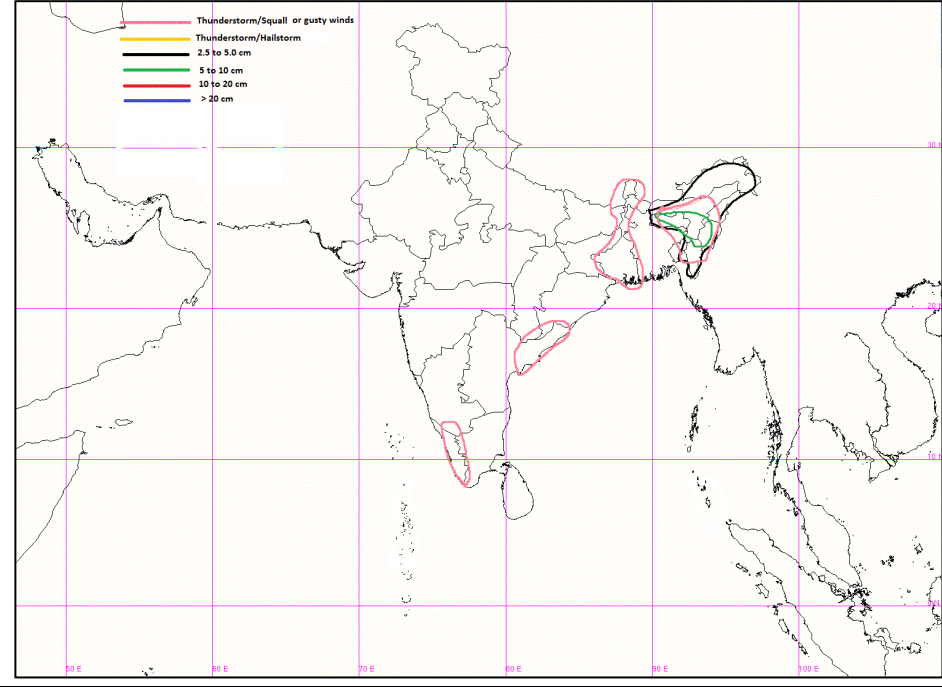 Thunderstorm/Squall or gusty winds
Thunderstorm/Hailstorm
2.5 to 5.0 cm
5 to 10 cm
10 to 20 cm
> 20 cm
30 N
20 N
10 N
50 E
60 E
70 E
80 E
90 E
100 E